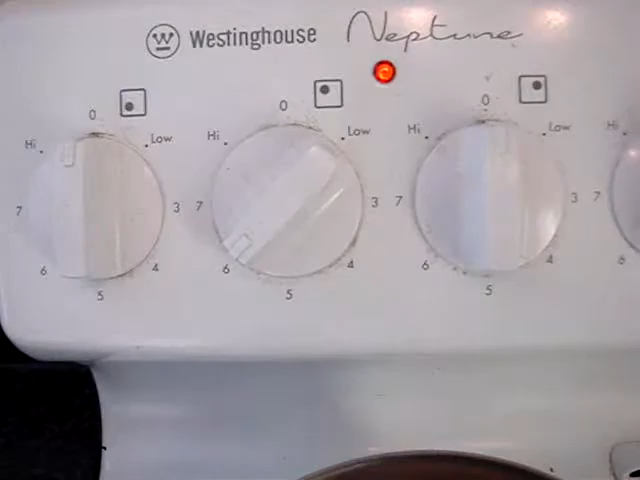 Westinghouse Neptune
0 0 0
Hi Low Hi Low Hi Low Hi
7 3 7 3 7 3 7
6 4 6 4 6 4 6
5 5 5